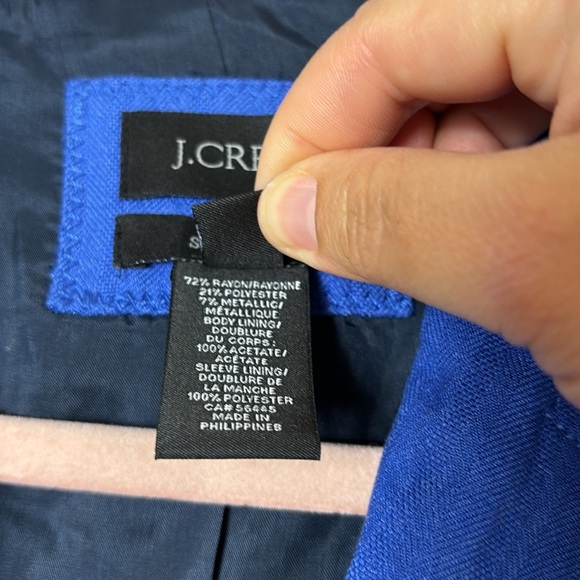 J.CRE
S
72% RAYON/RAYONNE
21% POLYESTER
7% METALLIC/
MÉTALLIQUE
BODY LINING/
DOUBLURE
DU CORPS:
100% ACETATE/
ACÉTATE
SLEEVE LINING/
DOUBLURE DE
LA MANCHE
100% POLYESTER
CA# 56445
MADE IN
PHILIPPINES